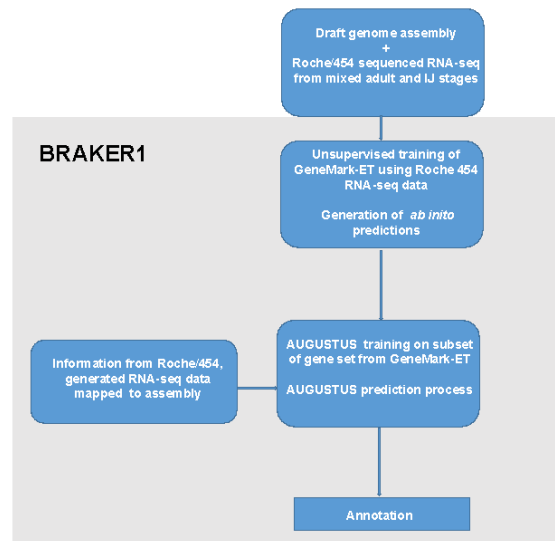 Draft genome assembly
+
Roche/454 sequenced RNA-seq
from mixed adult and IJ stages
BRAKER1
Unsupervised training of
GeneMark-ET using Roche 454
RNA-seq data
Generation of ab inito
predictions
Information from Roche/454,
generated RNA-seq data
mapped to assembly
AUGUSTUS training on subset
of gene set from GeneMark-ET
AUGUSTUS prediction process
Annotation